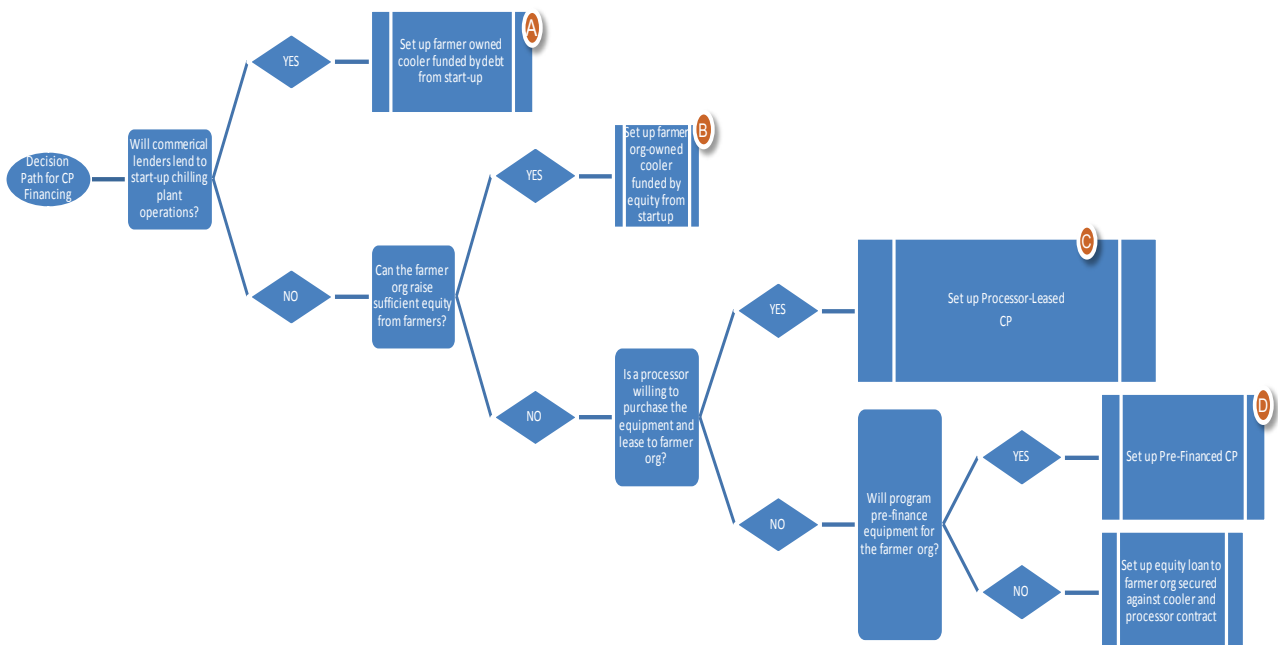 Decision
Path for CP
Financing
Will commerical
lenders lend to
start-up chilling
plant
operations?
YES
Set up farmer owned
cooler funded by debt
from start-up
A
NO
Can the farmer
org raise
sufficient equity
from farmers?
YES
Set up farmer
org-owned
cooler
funded by
equity from
startup
B
NO
Is a processor
willing to
purchase the
equipment and
lease to farmer
org?
YES
Set up Processor-Leased
CP
C
NO
Will program
pre-finance
equipment for
the farmer org?
YES
Set up Pre-Financed CP
D
NO
Set up equity loan to
farmer org secured
against cooler and
processor contract